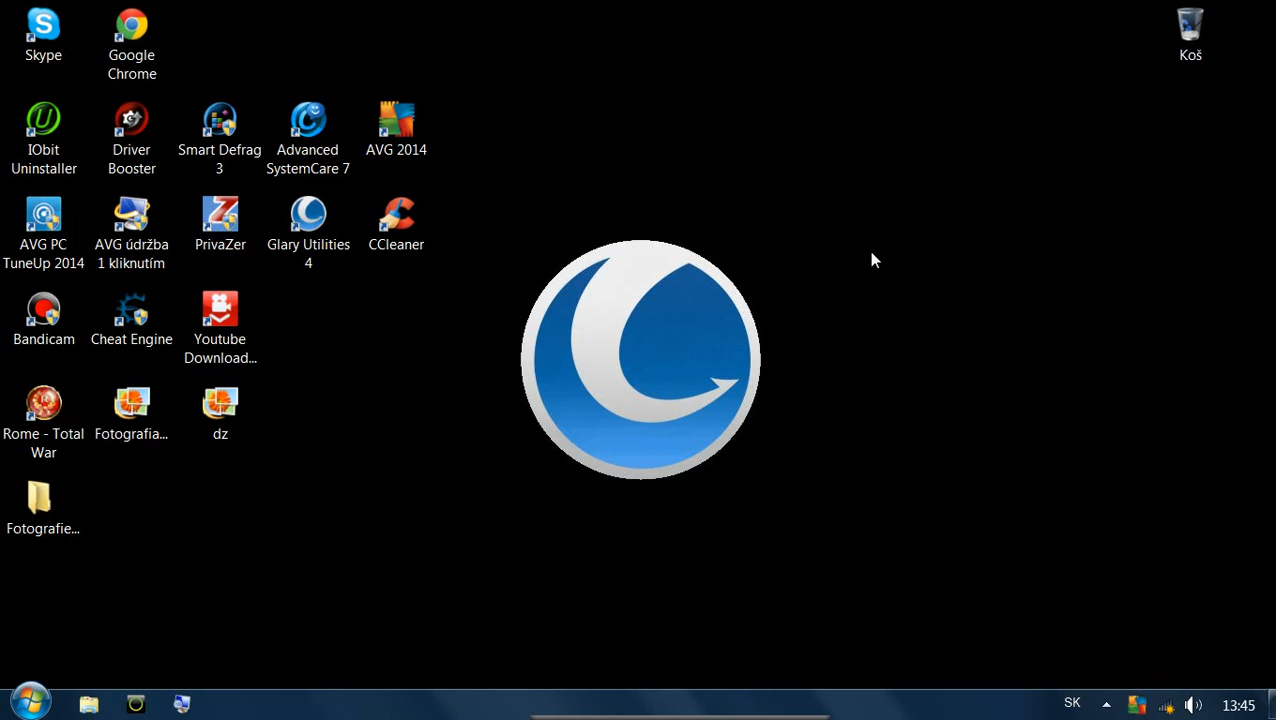 Skype
Google
Chrome
Koš
IObit
Uninstaller
Driver
Booster
Smart Defrag
3
Advanced
SystemCare 7
AVG 2014
AVG PC
TuneUp 2014
AVG údržba
1 kliknutím
PrivaZer
Glary Utilities
4
CCleaner
Bandicam
Cheat Engine
Youtube
Download...
Rome - Total
War
Fotografia...
dz
Fotografie...
SK
13:45